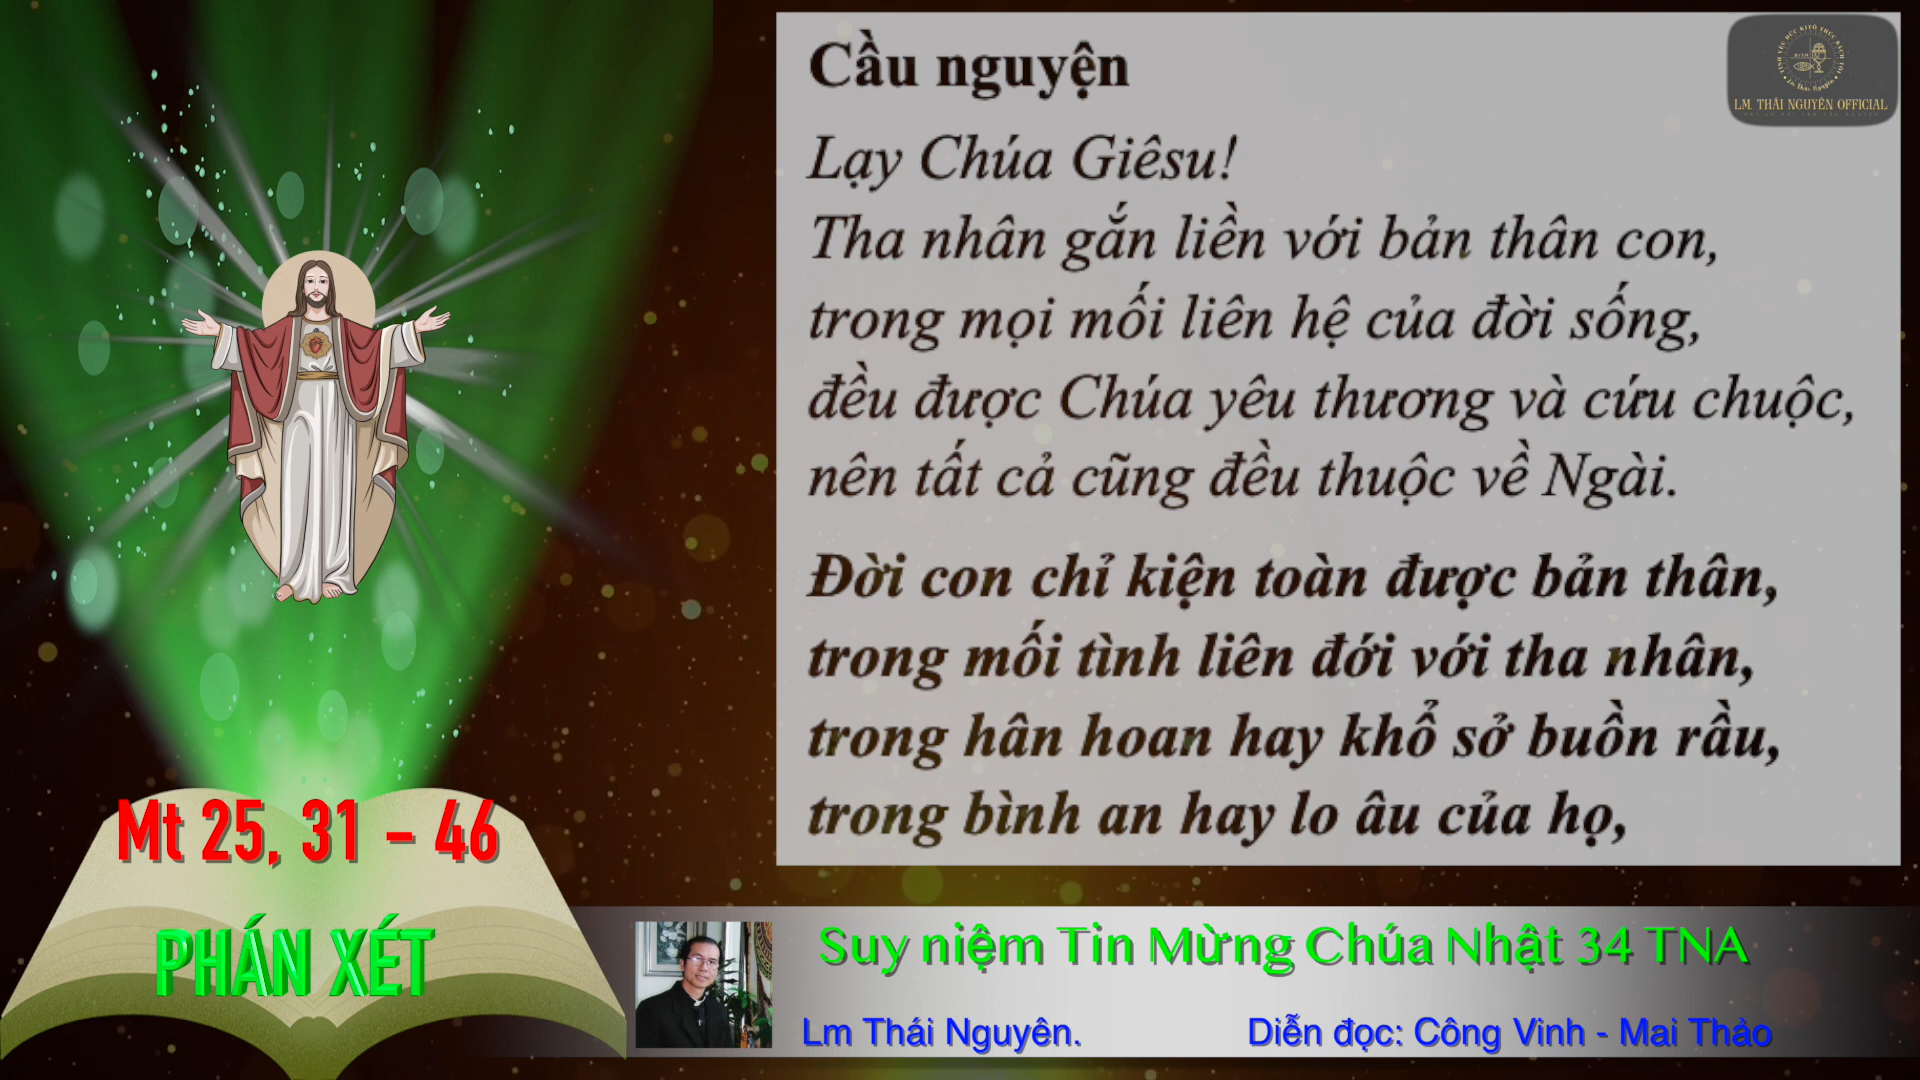 Cầu nguyện
Lạy Chúa Giêsu!
Tha nhân gắn liền với bản thân con,
trong mọi mối liên hệ của đời sống,
đều được Chúa yêu thương và cứu chuộc,
nên tất cả cũng đều thuộc về Ngài.
Đời con chỉ kiện toàn được bản thân,
trong mối tình liên đới với tha nhân,
trong hân hoan hay khổ sở buồn rầu,
trong bình an hay lo âu của họ,
LM. THÁI NGUYÊN OFFICIAL
Mt 25, 31 – 46
PHÁN XÉT
Suy niệm Tin Mừng Chúa Nhật 34 TNA
Lm Thái Nguyên.
Diễn đọc: Công Vinh - Mai Thảo